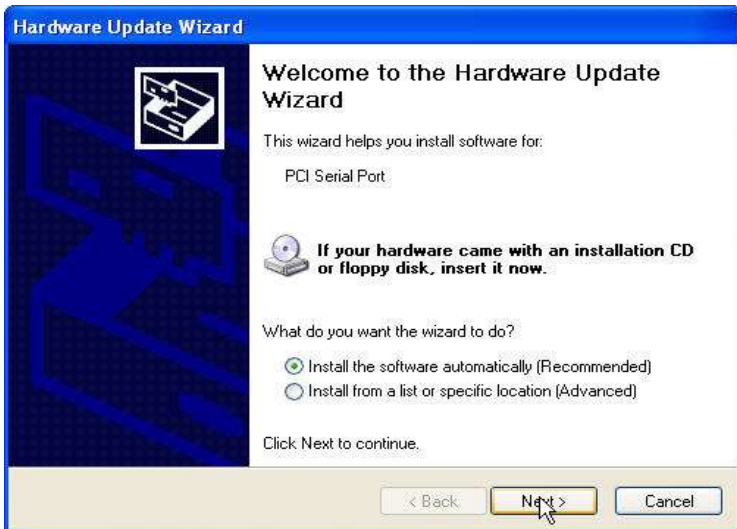 Hardware Update Wizard
Welcome to the Hardware Update
Wizard
This wizard helps you install software for:
PCI Serial Port
If your hardware came with an installation CD
or floppy disk, insert it now.
What do you want the wizard to do?
Install the software automatically (Recommended)
Install from a list or specific location (Advanced)
Click Next to continue.
< Back Next > Cancel